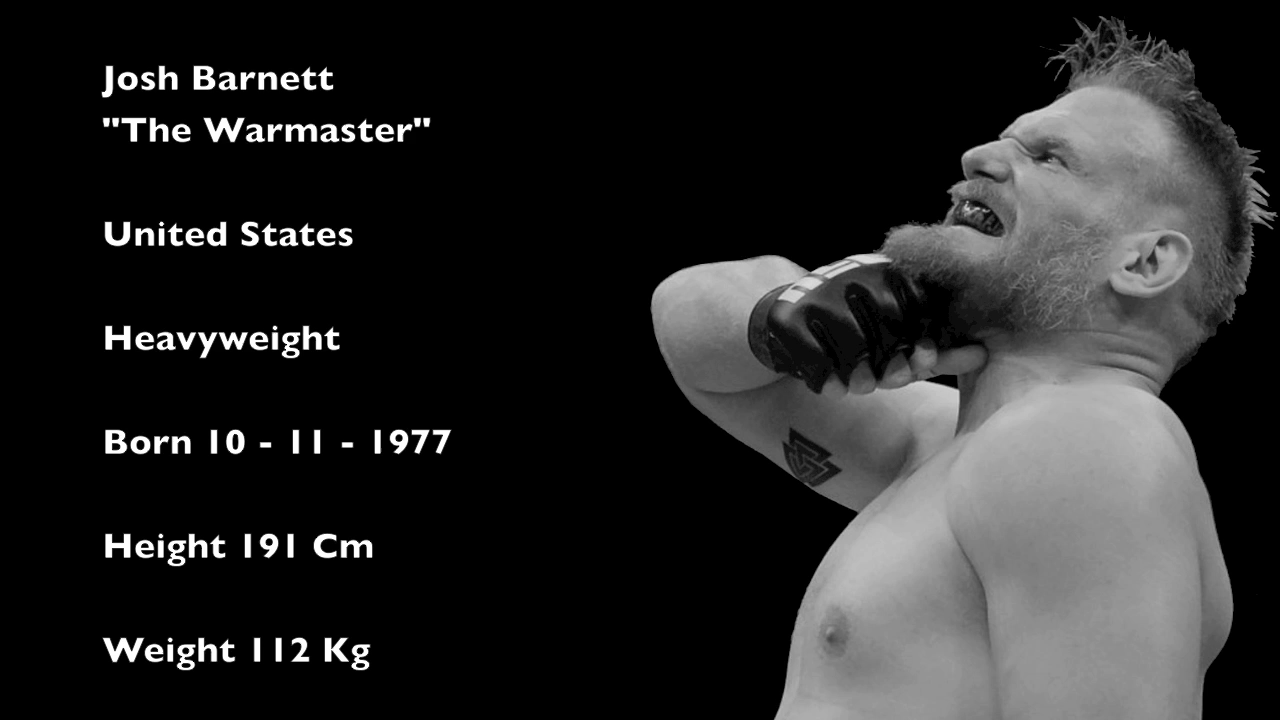 Josh Barnett
"The Warmaster"
United States
Heavyweight
Born 10 - 11 - 1977
Height 191 Cm
Weight 112 Kg